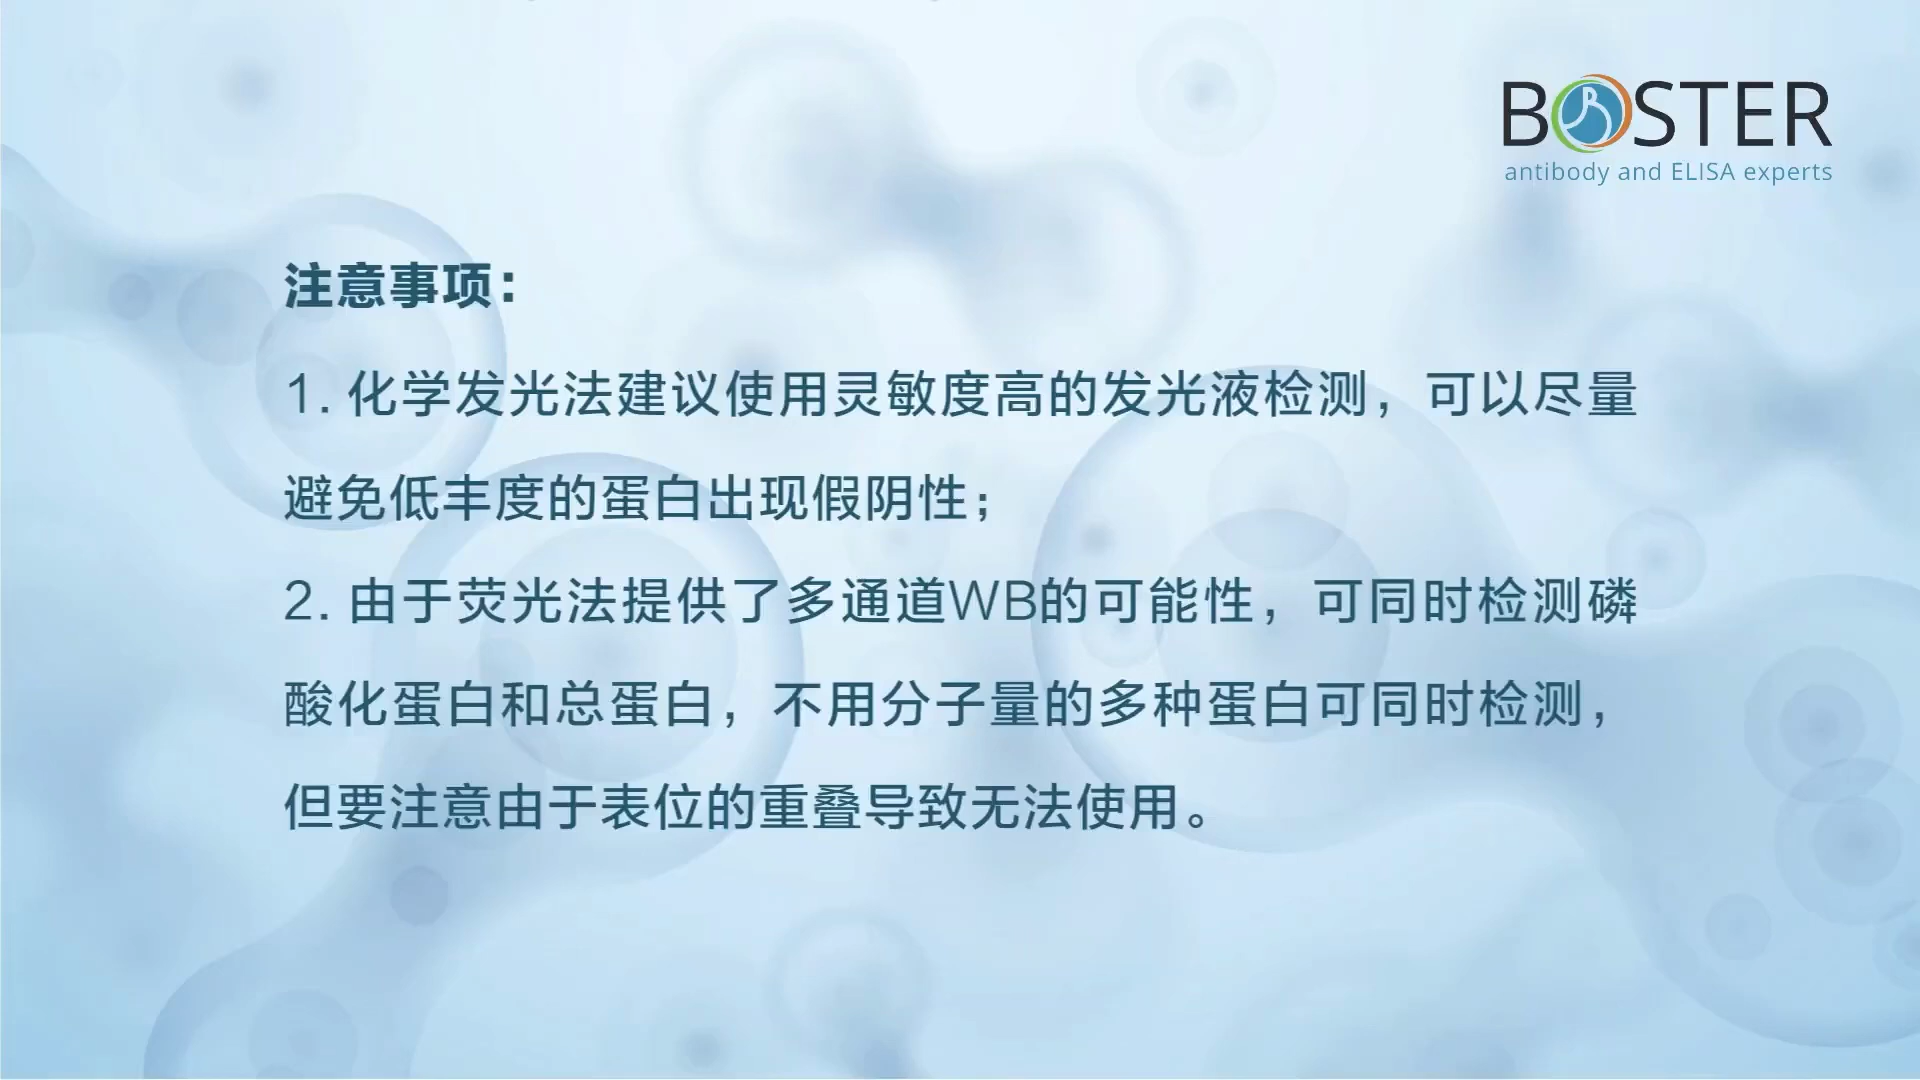 BOSTER
antibody and ELISA experts
注意事项：
1. 化学发光法建议使用灵敏度高的发光液检测，可以尽量
避免低丰度的蛋白出现假阴性；
2. 由于荧光法提供了多通道WB的可能性，可同时检测磷
酸化蛋白和总蛋白，不用分子量的多种蛋白可同时检测，
但要注意由于表位的重叠导致无法使用。